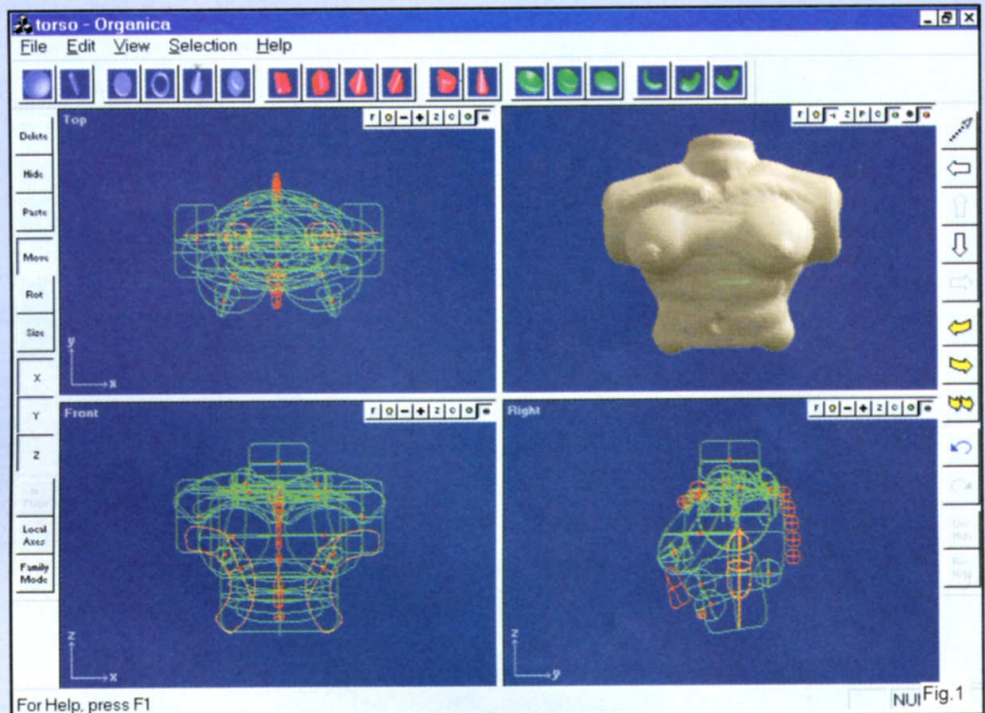 torso - Organica
File Edit View Selection Help
Top
Delete
Hide
Paste
Move
Rot
Size
X
Y
Z
Local
Axes
Family
Mode
F Z C
F Z P C
y
x
Front
F Z C
z
x
Right
F Z C
z
y
For Help, press F1
NU
Fig.1